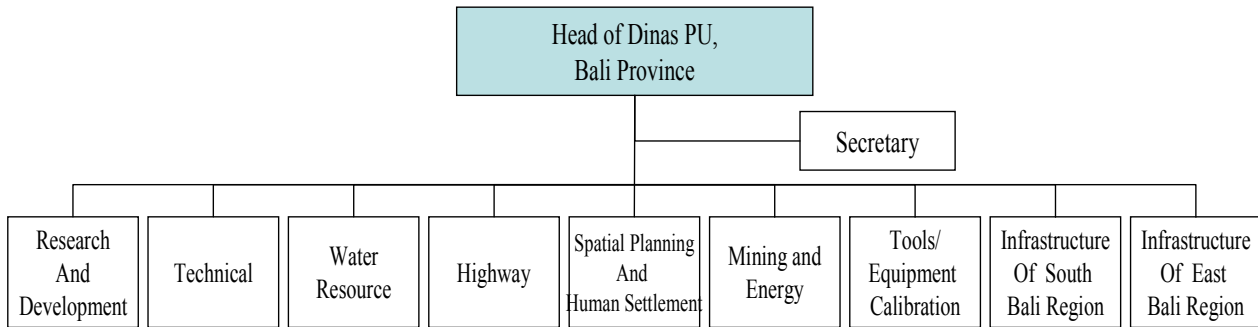 Head of Dinas PU,
Bali Province
Secretary
Research
And
Development
Technical
Water
Resource
Highway
Spatial Planning
And
Human Settlement
Mining and
Energy
Tools/
Equipment
Calibration
Infrastructure
Of South
Bali Region
Infrastructure
Of East
Bali Region